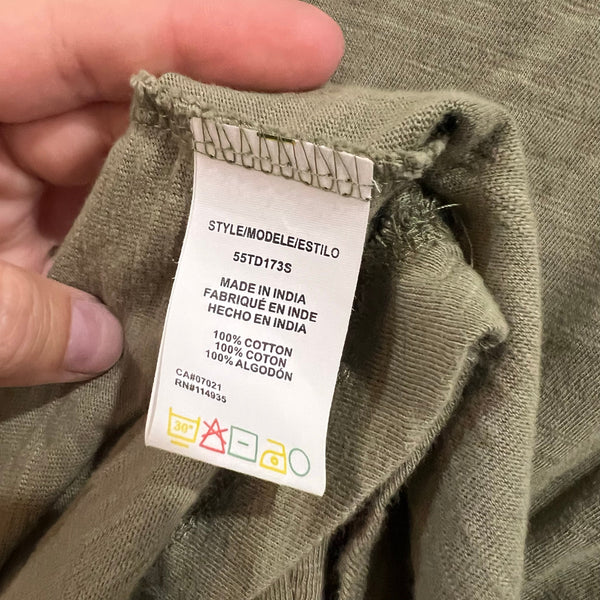 STYLE/MODELE/ESTILO
55TD173S
MADE IN INDIA
FABRIQUÉ EN INDE
HECHO EN INDIA
100% COTTON
100% COTON
100% ALGODÓN
CA#07021
RN#114935
30°